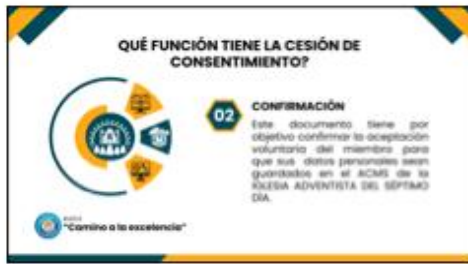 QUÉ FUNCIÓN TIENE LA CESIÓN DE
CONSENTIMIENTO?
02
CONFIRMACIÓN
Este documento tiene por
objetivo confirmar la aceptación
voluntaria del miembro para
que sus datos personales sean
guardados en el ACMS de la
IGLESIA ADVENTISTA DEL SÉPTIMO
DÍA.
"Camino a la excelencia"